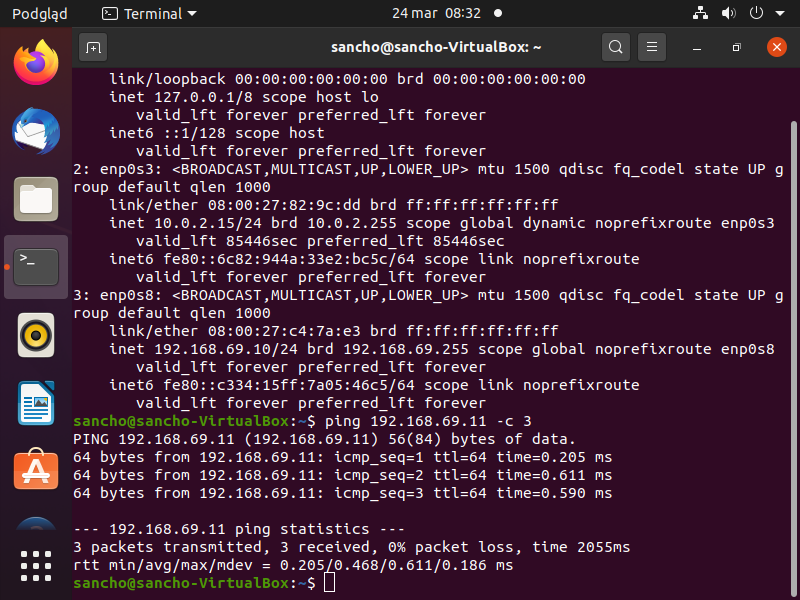 Podgląd
Terminal
24 mar 08:32
sancho@sancho-VirtualBox: ~
link/loopback 00:00:00:00:00:00 brd 00:00:00:00:00:00
inet 127.0.0.1/8 scope host lo
valid_lft forever preferred_lft forever
inet6 ::1/128 scope host
valid_lft forever preferred_lft forever
2: enp0s3: <BROADCAST,MULTICAST,UP,LOWER_UP> mtu 1500 qdisc fq_codel state UP g
roup default qlen 1000
link/ether 08:00:27:82:9c:dd brd ff:ff:ff:ff:ff:ff
inet 10.0.2.15/24 brd 10.0.2.255 scope global dynamic noprefixroute enp0s3
valid_lft 85446sec preferred_lft 85446sec
inet6 fe80::6c82:944a:33e2:bc5c/64 scope link noprefixroute
valid_lft forever preferred_lft forever
3: enp0s8: <BROADCAST,MULTICAST,UP,LOWER_UP> mtu 1500 qdisc fq_codel state UP g
roup default qlen 1000
link/ether 08:00:27:c4:7a:e3 brd ff:ff:ff:ff:ff:ff
inet 192.168.69.10/24 brd 192.168.69.255 scope global noprefixroute enp0s8
valid_lft forever preferred_lft forever
inet6 fe80::c334:15ff:7a05:46c5/64 scope link noprefixroute
valid_lft forever preferred_lft forever
sancho@sancho-VirtualBox:~$ ping 192.168.69.11 -c 3
PING 192.168.69.11 (192.168.69.11) 56(84) bytes of data.
64 bytes from 192.168.69.11: icmp_seq=1 ttl=64 time=0.205 ms
64 bytes from 192.168.69.11: icmp_seq=2 ttl=64 time=0.611 ms
64 bytes from 192.168.69.11: icmp_seq=3 ttl=64 time=0.590 ms
--- 192.168.69.11 ping statistics ---
3 packets transmitted, 3 received, 0% packet loss, time 2055ms
rtt min/avg/max/mdev = 0.205/0.468/0.611/0.186 ms
sancho@sancho-VirtualBox:~$